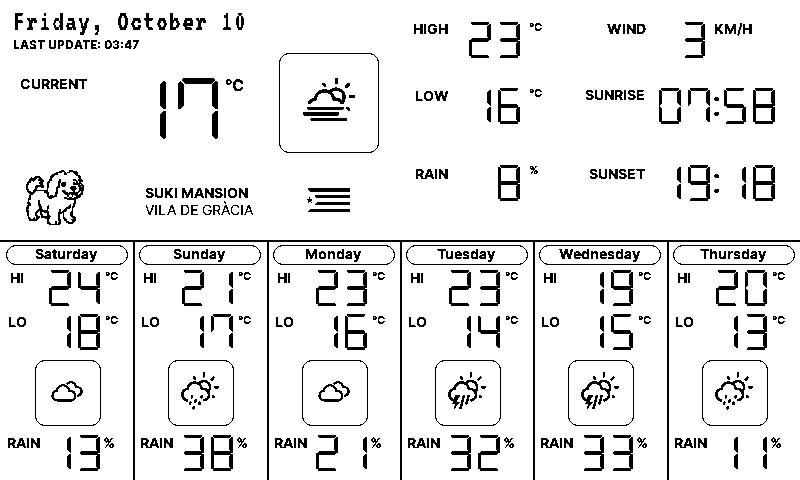 Friday, October 10
LAST UPDATE: 03:47
CURRENT 17 °C
SUKI MANSION
VILA DE GRÀCIA
HIGH 23 °C
LOW 16 °C
RAIN 8 %
WIND 3 KM/H
SUNRISE 07:58
SUNSET 19:18
Saturday
HI 24 °C
LO 18 °C
RAIN 13 %
Sunday
HI 21 °C
LO 17 °C
RAIN 38 %
Monday
HI 23 °C
LO 16 °C
RAIN 21 %
Tuesday
HI 23 °C
LO 14 °C
RAIN 32 %
Wednesday
HI 19 °C
LO 15 °C
RAIN 33 %
Thursday
HI 20 °C
LO 13 °C
RAIN 11 %